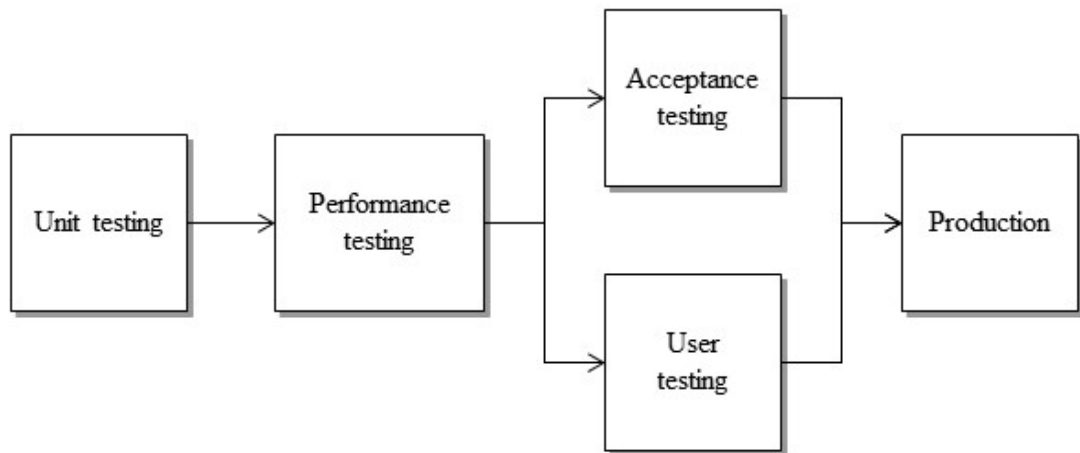 Unit testing
Performance
testing
Acceptance
testing
User
testing
Production